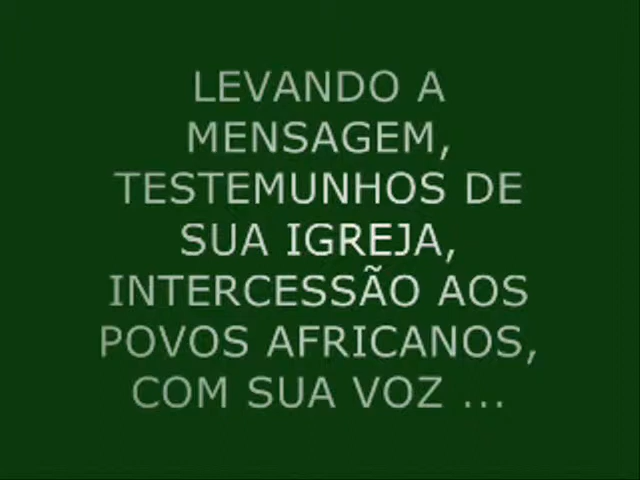 LEVANDO A
MENSAGEM,
TESTEMUNHOS DE
SUA IGREJA,
INTERCESSÃO AOS
POVOS AFRICANOS,
COM SUA VOZ ...